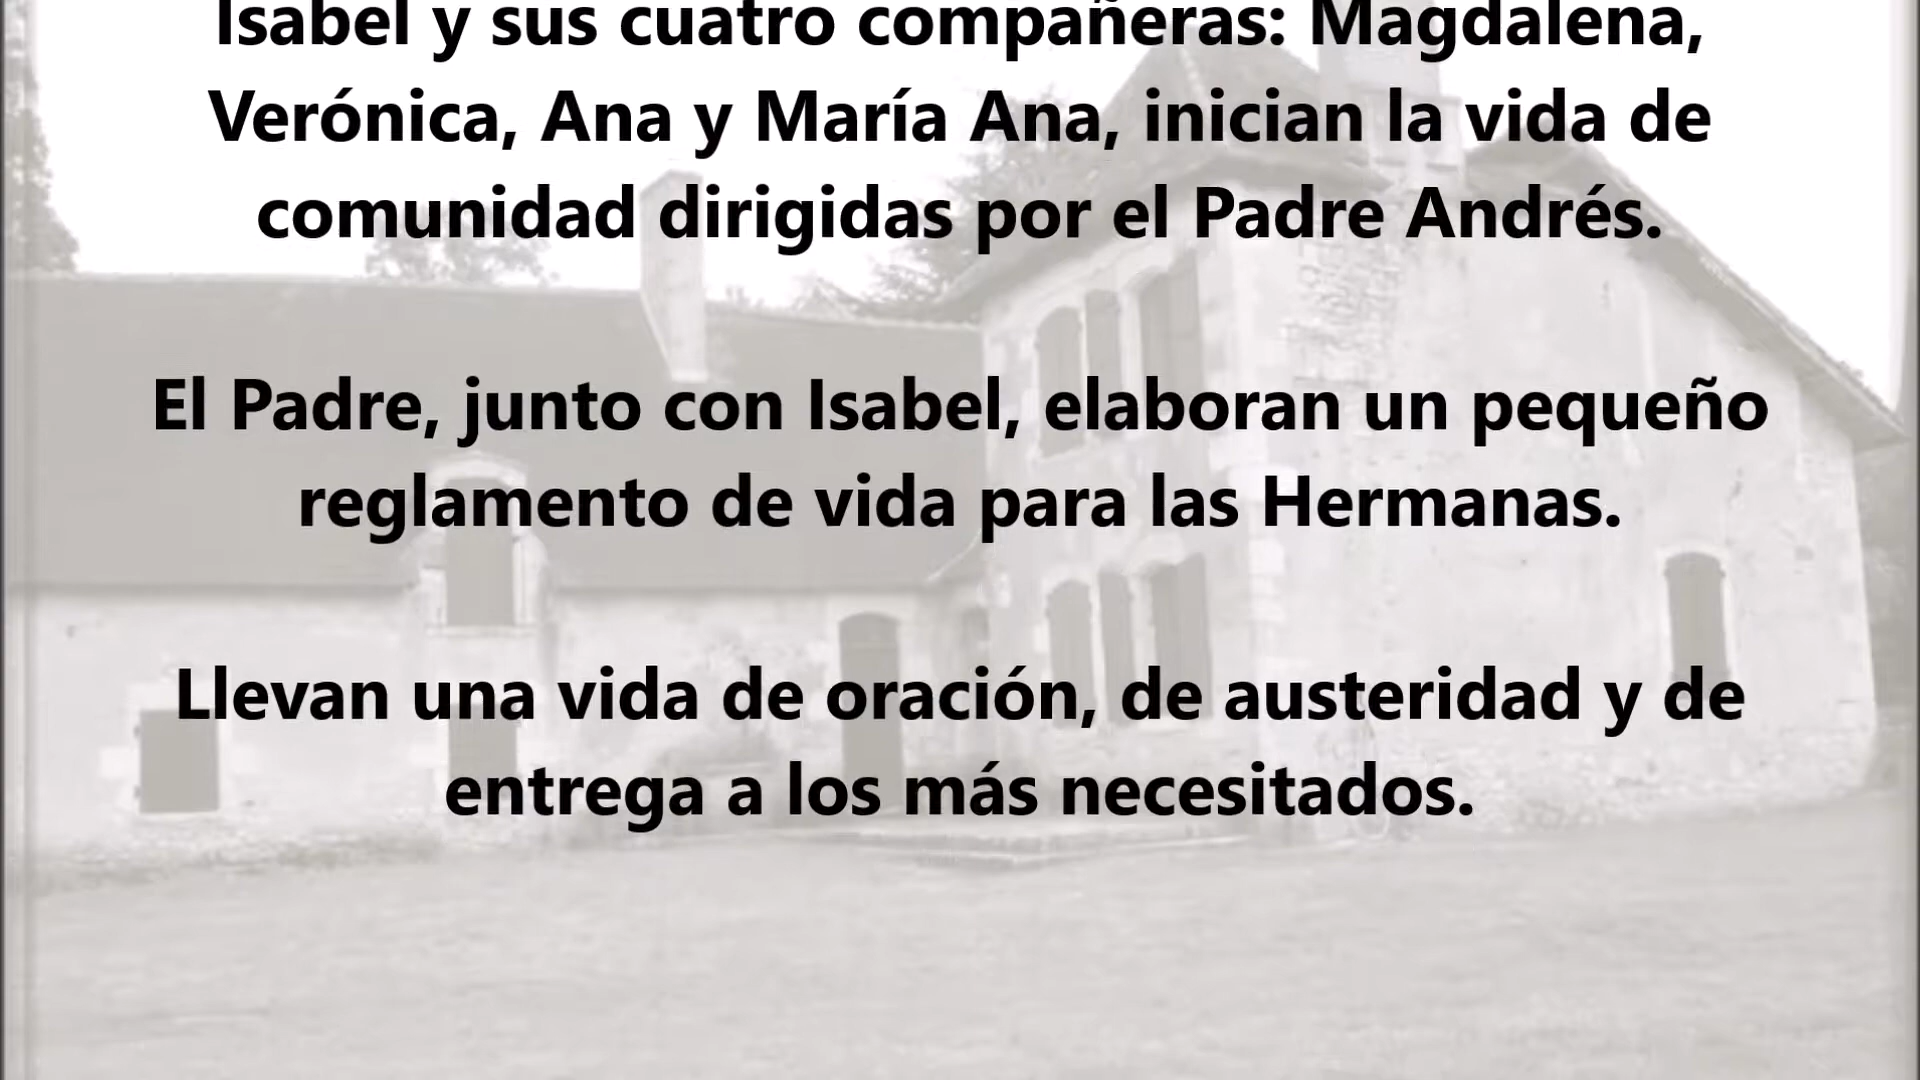 Isabel y sus cuatro compañeras: Magdalena,
Verónica, Ana y María Ana, inician la vida de
comunidad dirigidas por el Padre Andrés.
El Padre, junto con Isabel, elaboran un pequeño
reglamento de vida para las Hermanas.
Llevan una vida de oración, de austeridad y de
entrega a los más necesitados.